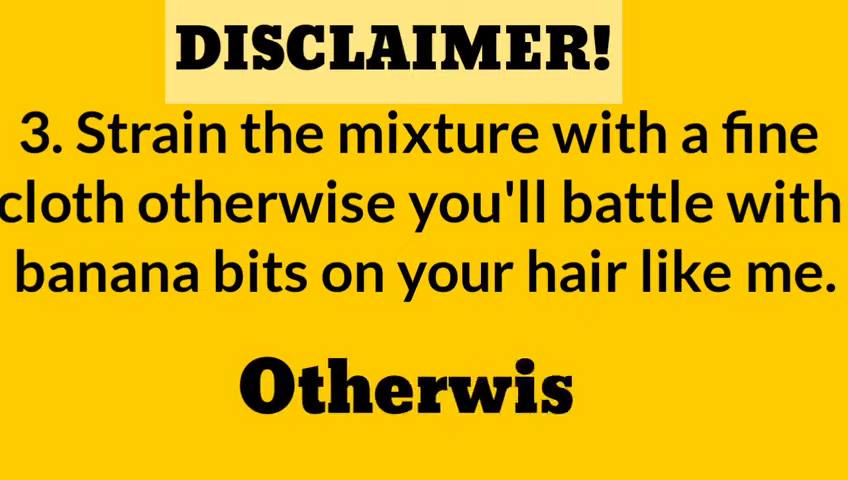 DISCLAIMER!
3. Strain the mixture with a fine
cloth otherwise you'll battle with
banana bits on your hair like me.
Otherwis